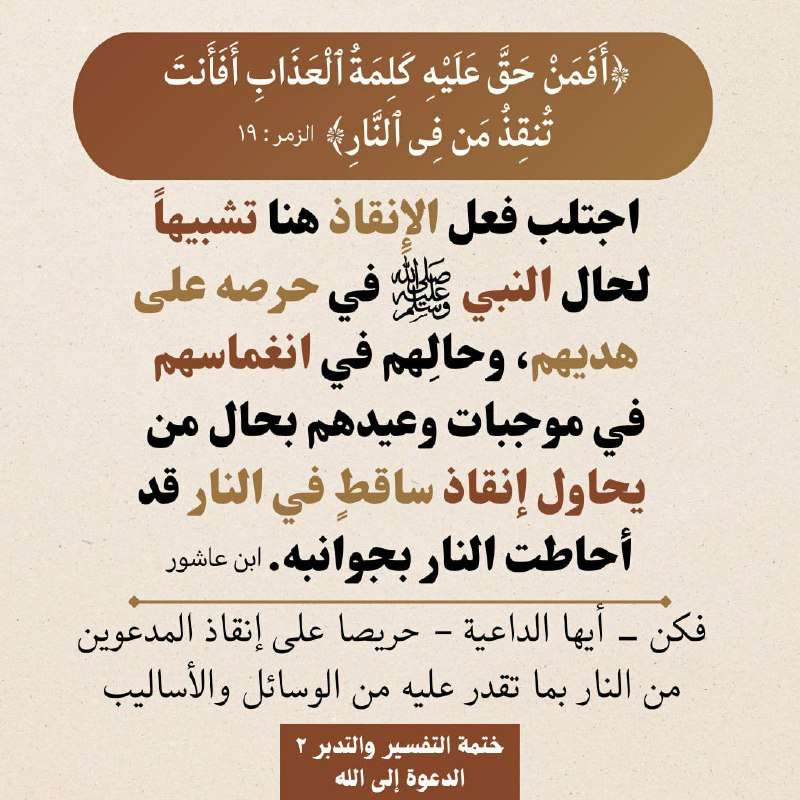 ﴿أَفَمَنْ حَقَّ عَلَيْهِ كَلِمَةُ ٱلْعَذَابِ أَفَأَنتَ
تُنقِذُ مَن فِى ٱلنَّارِ﴾ الزمر: ١٩
اجتلب فعل الإنقاذ هنا تشبيهاً
لحال النبي ﷺ في حرصه على
هديهم، وحالِهم في انغماسهم
في موجبات وعيدهم بحال من
يحاول إنقاذ ساقطٍ في النار قد
أحاطت النار بجوانبه. ابن عاشور
فكن – أيها الداعية – حريصا على إنقاذ المدعوين
من النار بما تقدر عليه من الوسائل والأساليب
ختمة التفسير والتدبر ٢
الدعوة إلى الله